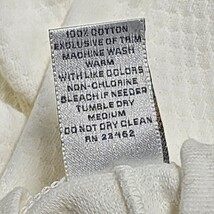 100% COTTON
EXCLUSIVE OF TRIM
MACHINE WASH
WARM
WITH LIKE COLORS
NON-CHLORINE
BLEACH IF NEEDED
TUMBLE DRY
MEDIUM
DO NOT DRY CLEAN
RN 23462